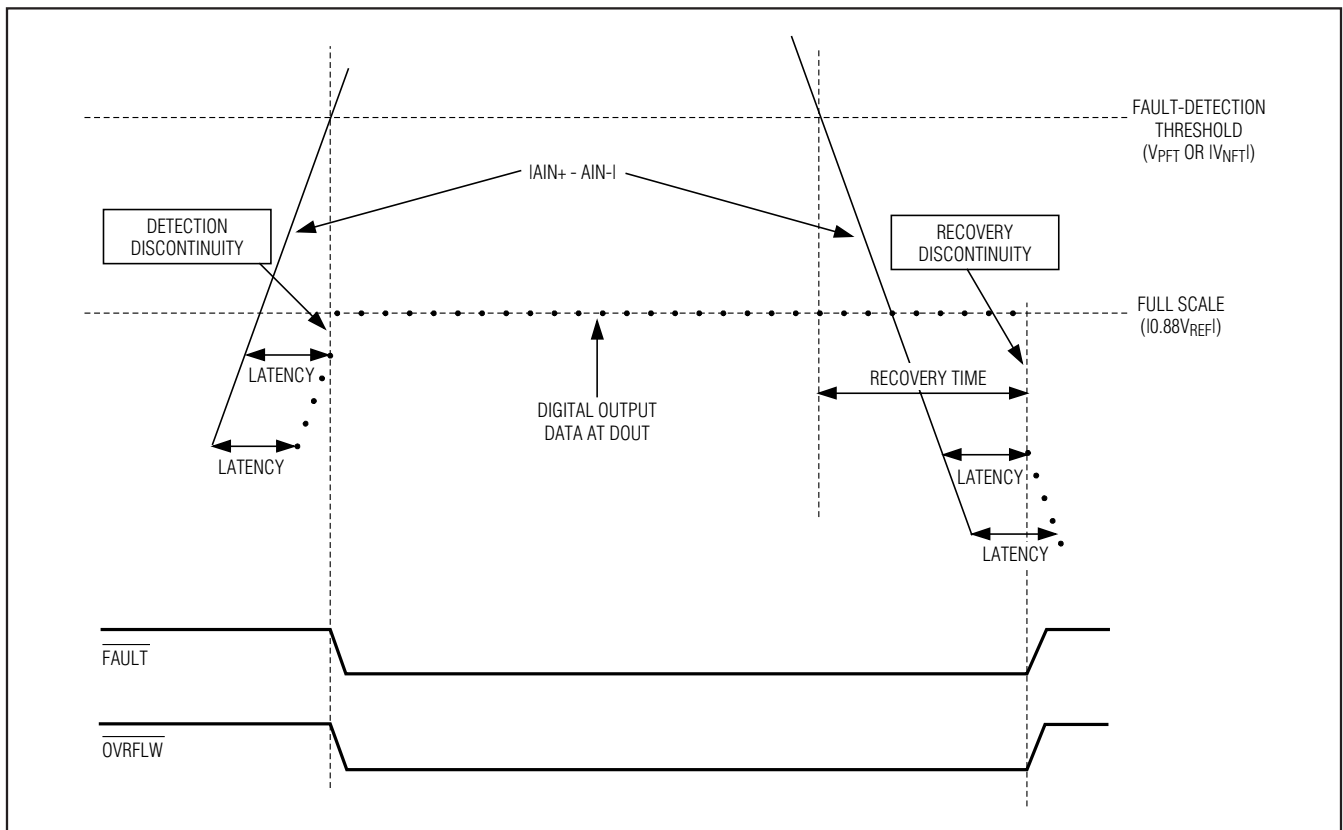 FAULT-DETECTION
THRESHOLD
(VPFT OR |VNFT|)
|AIN+ - AIN-|
DETECTION
DISCONTINUITY
RECOVERY
DISCONTINUITY
FULL SCALE
(|0.88VREF|)
LATENCY
RECOVERY TIME
DIGITAL OUTPUT
DATA AT DOUT
LATENCY
LATENCY
LATENCY
FAULT
OVRFLW